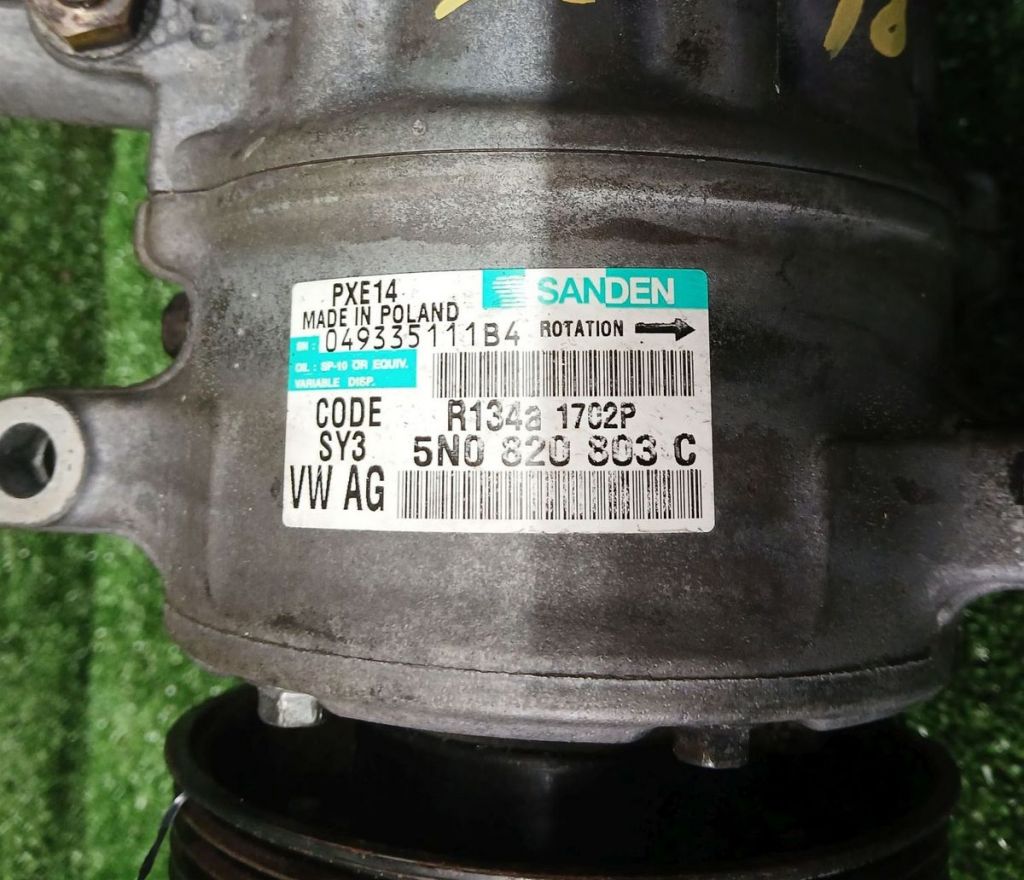 PXE14
SANDEN
MADE IN POLAND
SN : 049335111B4
ROTATION
OIL : SP-10 OR EQUIV.
VARIABLE DISP.
CODE
R134a 1702P
SY3
5N0 820 803 C
VW AG